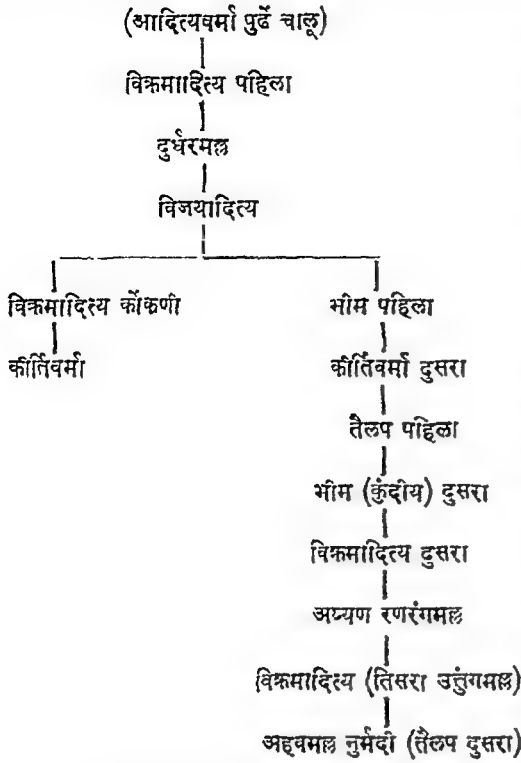 (आदित्यवर्मा पुढें चालू)
विक्रमादित्य पहिला
दुर्धरमल्ल
विजयादित्य
विक्रमादित्य कोंकणी
भीम पहिला
कीर्तिवर्मा
कीर्तिवर्मा दुसरा
तैलप पहिला
भीम (कुंदीय) दुसरा
विक्रमादित्य दुसरा
अय्यण रणरंगमल्ल
विक्रमादित्य (तिसरा उत्तुंगमल्ल)
अहवमल्ल नुर्मदी (तैलप दुसरा)